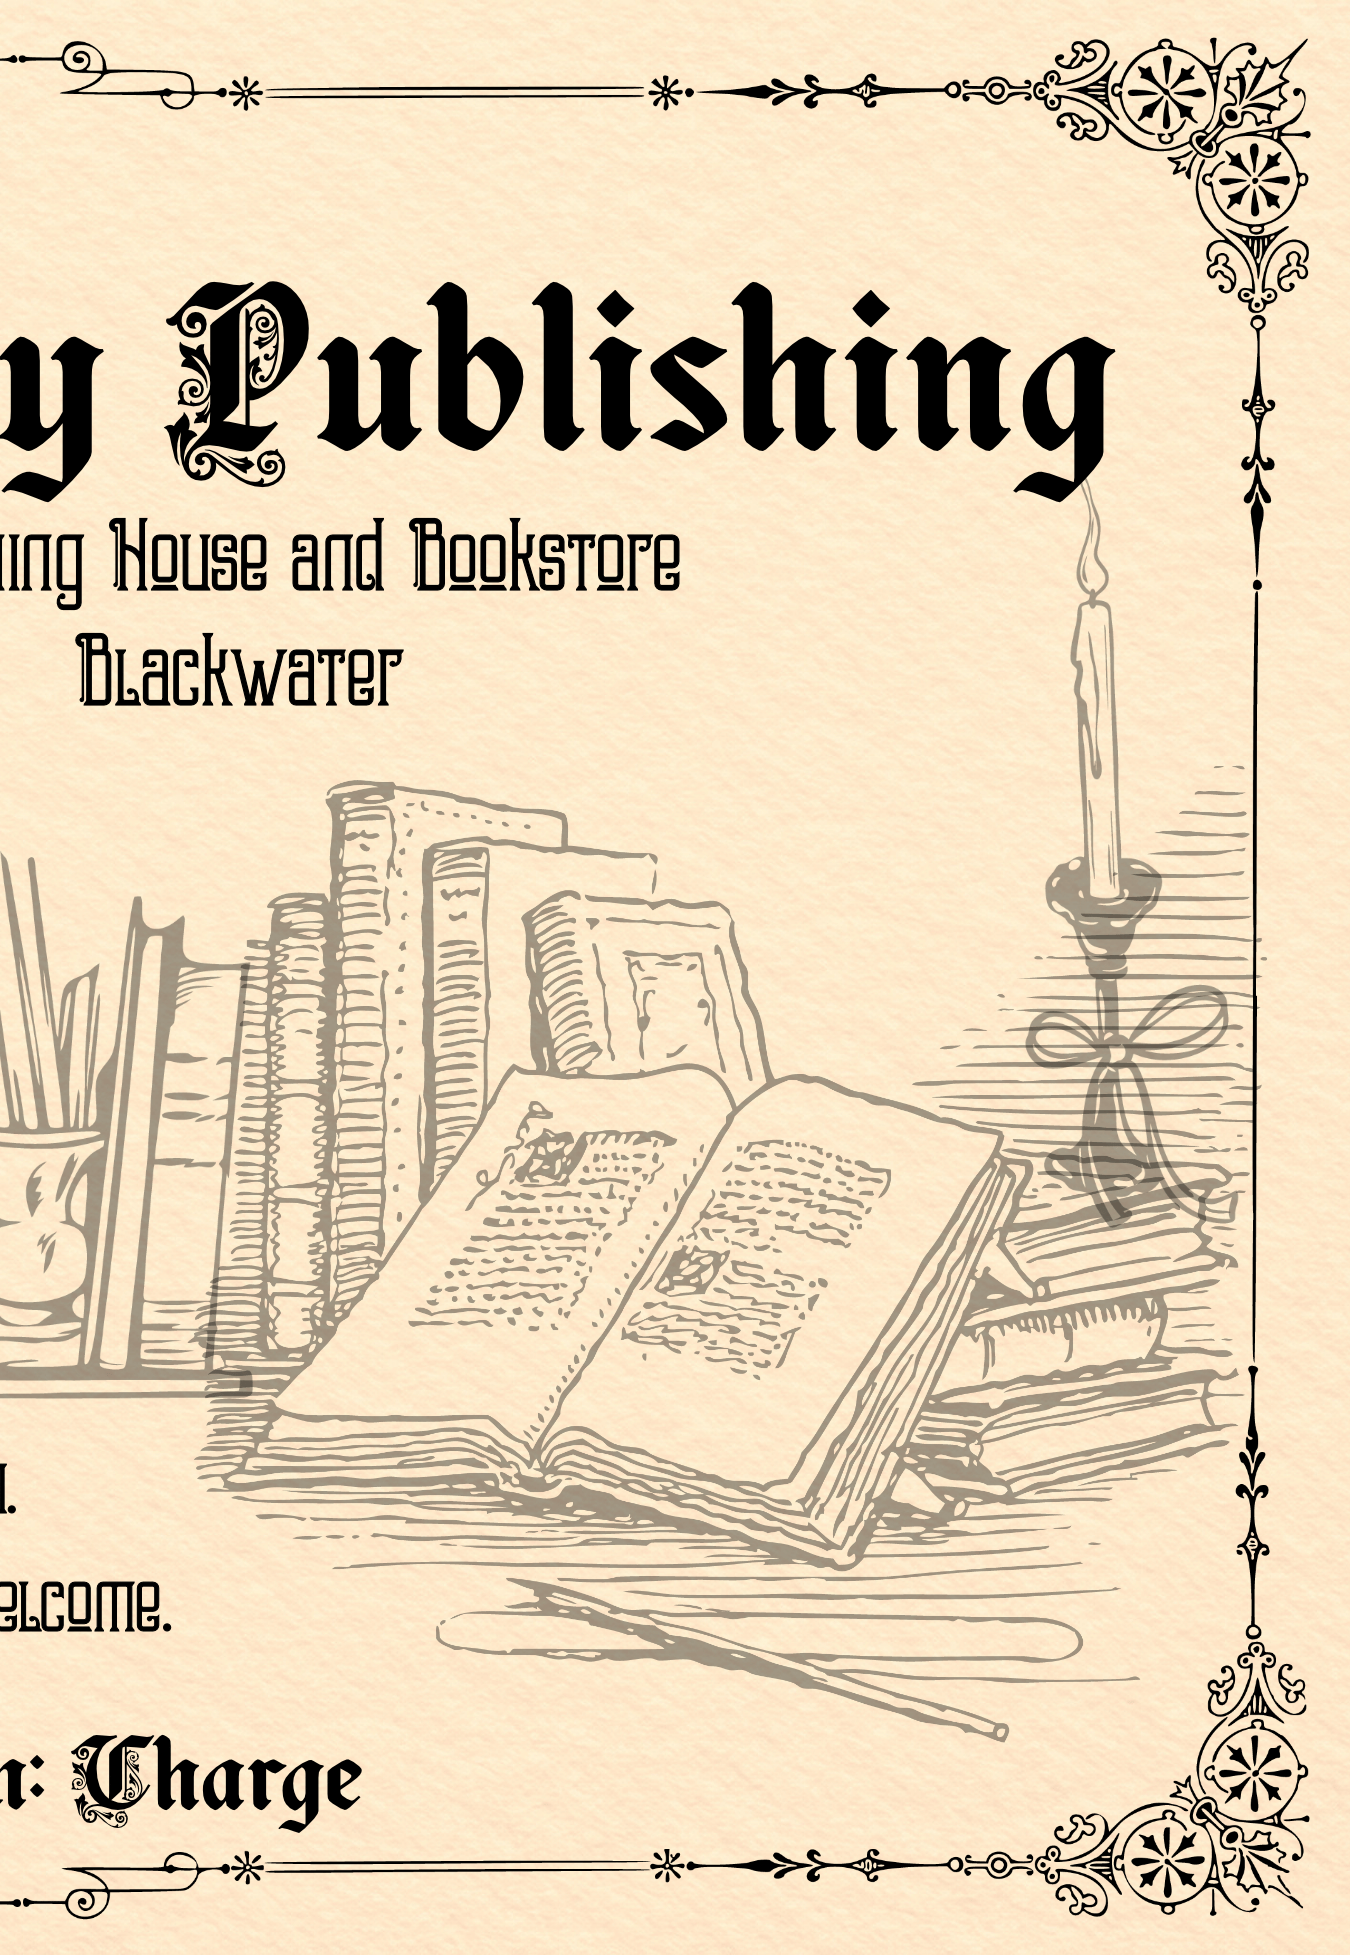 y Publishing
ing House and Bookstore
Blackwater
.
elcome.
: Charge